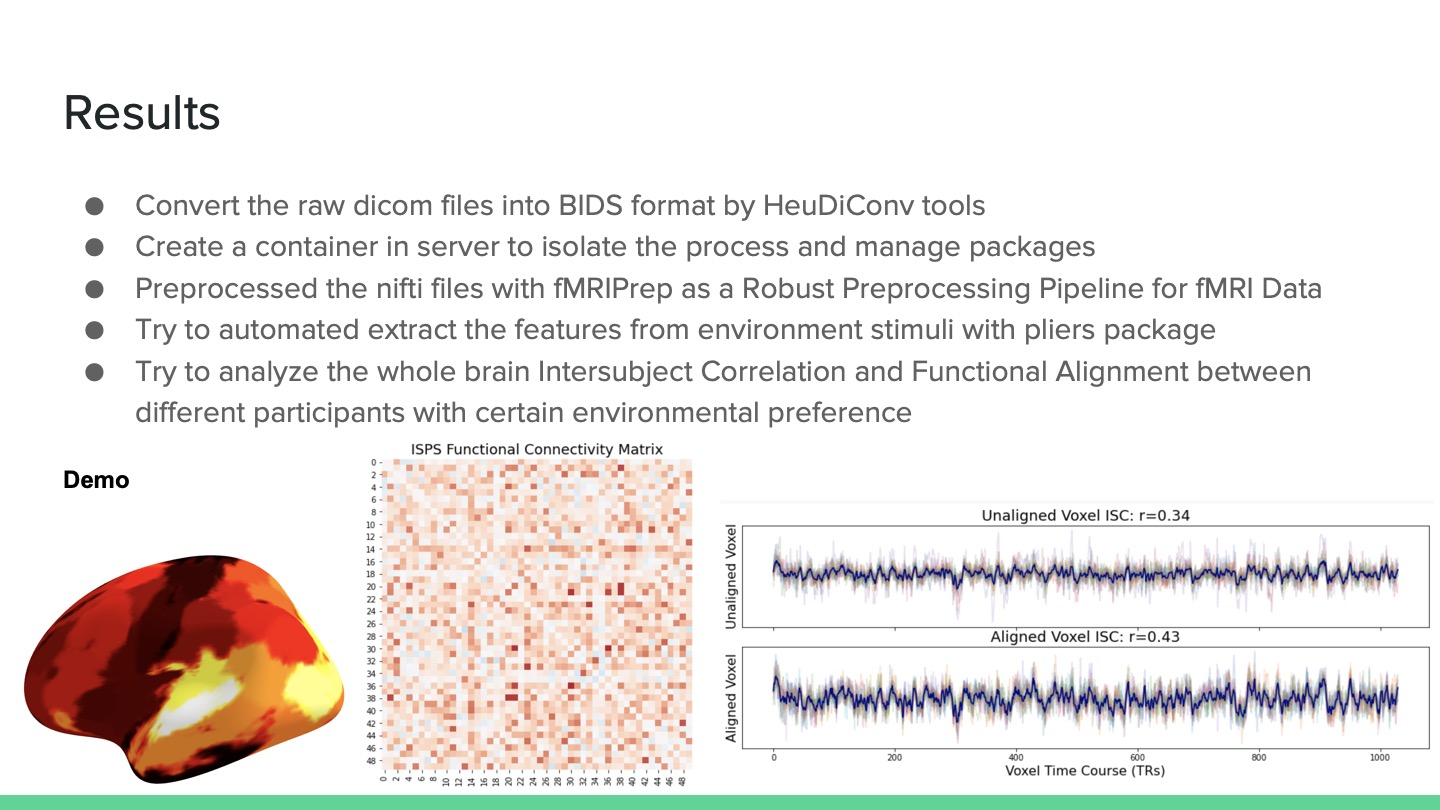 Results
● Convert the raw dicom files into BIDS format by HeuDiConv tools
● Create a container in server to isolate the process and manage packages
● Preprocessed the nifti files with fMRIPrep as a Robust Preprocessing Pipeline for fMRI Data
● Try to automated extract the features from environment stimuli with pliers package
● Try to analyze the whole brain Intersubject Correlation and Functional Alignment between
different participants with certain environmental preference
Demo
ISPS Functional Connectivity Matrix
0
2
4
6
8
10
12
14
16
18
20
22
24
26
28
30
32
34
36
38
40
42
44
46
48
0 2 4 6 8 10 12 14 16 18 20 22 24 26 28 30 32 34 36 38 40 42 44 46 48
Unaligned Voxel ISC: r=0.34
Unaligned Voxel
Aligned Voxel ISC: r=0.43
Aligned Voxel
0 200 400 600 800 1000
Voxel Time Course (TRs)